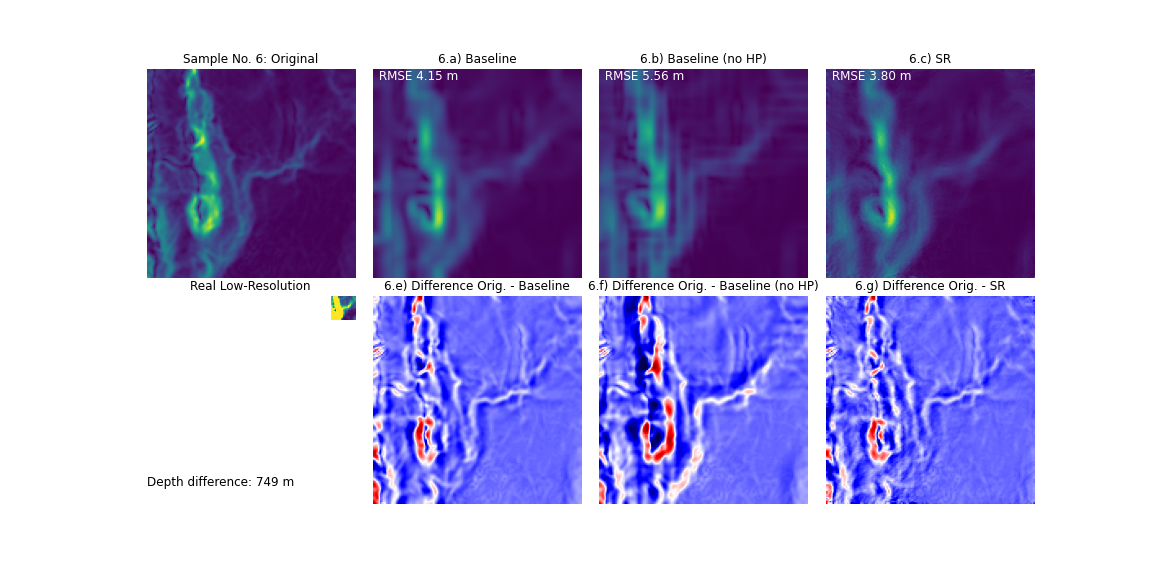 Sample No. 6: Original
6.a) Baseline
6.b) Baseline (no HP)
6.c) SR
RMSE 4.15 m
RMSE 5.56 m
RMSE 3.80 m
Real Low-Resolution
6.e) Difference Orig. - Baseline
6.f) Difference Orig. - Baseline (no HP)
6.g) Difference Orig. - SR
Depth difference: 749 m